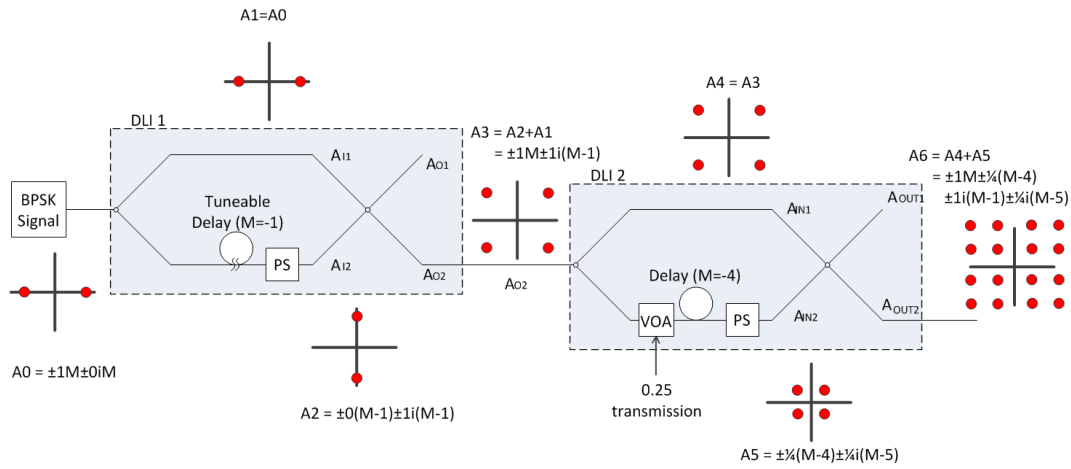 A1=A0
DLI 1
A4 = A3
A3 = A2+A1
= ±1M±1i(M-1)
A6 = A4+A5
= ±1M±¼(M-4)
±1i(M-1)±¼i(M-5)
AI1
AO1
DLI 2
BPSK
Signal
Tuneable
Delay (M=-1)
AIN1
AOUT1
PS
AI2
AO2
AO2
Delay (M=-4)
VOA
PS
AIN2
AOUT2
A0 = ±1M±0iM
A2 = ±0(M-1)±1i(M-1)
0.25
transmission
A5 = ±¼(M-4)±¼i(M-5)